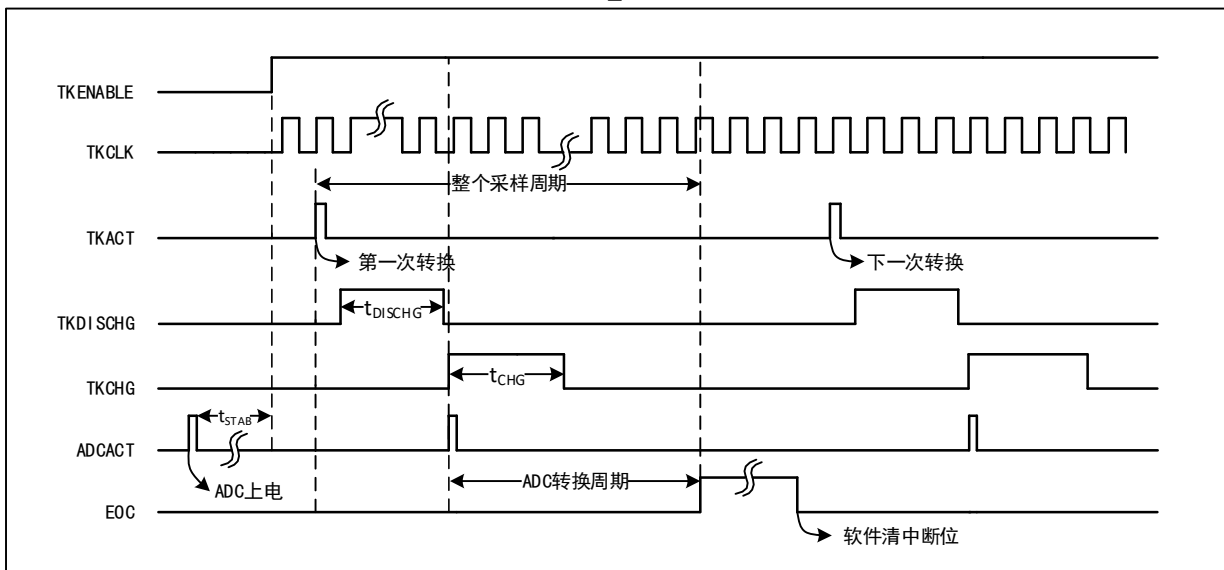 TKENABLE
TKCLK
整个采样周期
TKACT
第一次转换
下一次转换
tDISCHG
TKDISCHG
tCHG
TKCHG
tSTAB
ADCACT
ADC上电
ADC转换周期
EOC
软件清中断位